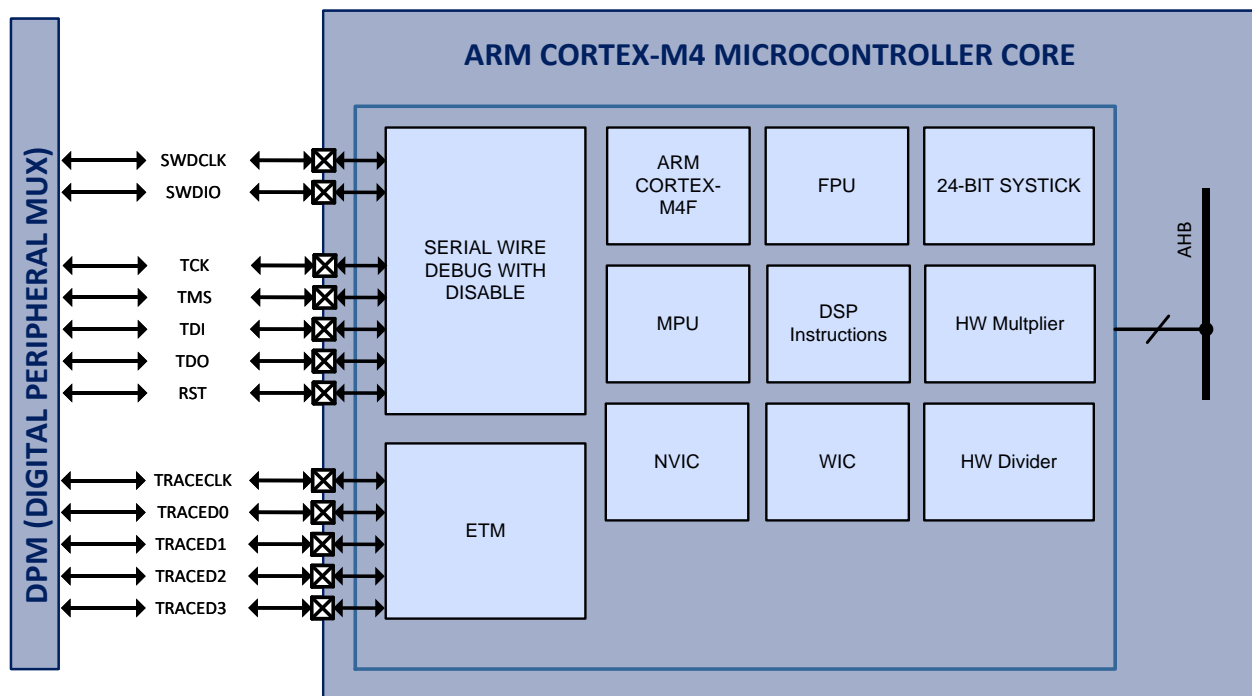 ARM CORTEX-M4 MICROCONTROLLER CORE
DPM (DIGITAL PERIPHERAL MUX)
SWDCLK
SWDIO
TCK
TMS
TDI
TDO
RST
TRACECLK
TRACED0
TRACED1
TRACED2
TRACED3
SERIAL WIRE
DEBUG WITH
DISABLE
ETM
ARM
CORTEX-
M4F
FPU
24-BIT SYSTICK
MPU
DSP
Instructions
HW Multplier
NVIC
WIC
HW Divider
AHB